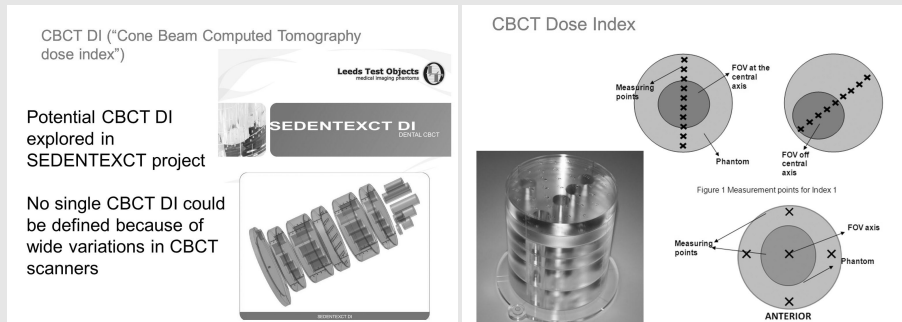 CBCT DI ("Cone Beam Computed Tomography
dose index")
Leeds Test Objects
medical imaging phantoms
SEDENTEXCT DI
DENTAL CBCT
Potential CBCT DI
explored in
SEDENTEXCT project
No single CBCT DI could
be defined because of
wide variations in CBCT
scanners
SEDENTEXCT DI
CBCT Dose Index
Measuring
points
FOV at the
central
axis
Phantom
FOV off
central
axis
Figure 1 Measurement points for Index 1
Measuring
points
FOV axis
Phantom
ANTERIOR